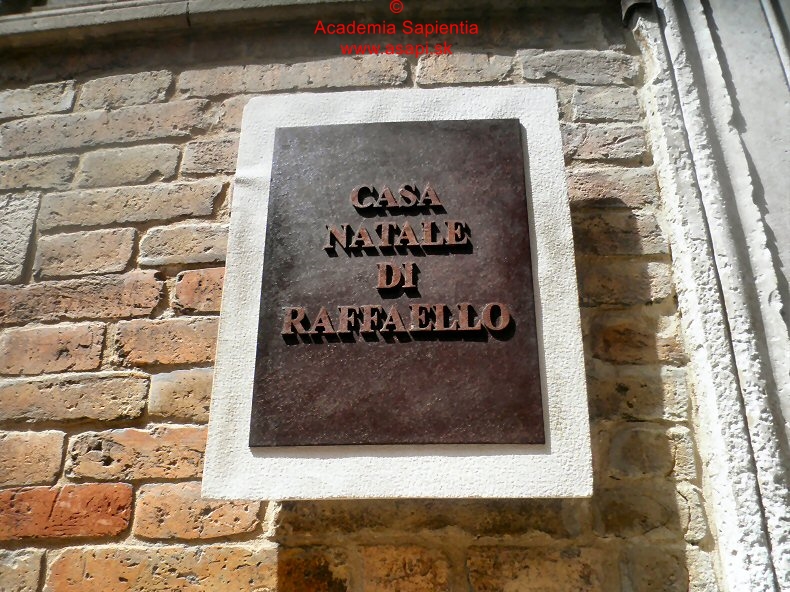 ©
Academia Sapientia
www.asapi.sk
CASA
NATALE
DI
RAFFAELLO